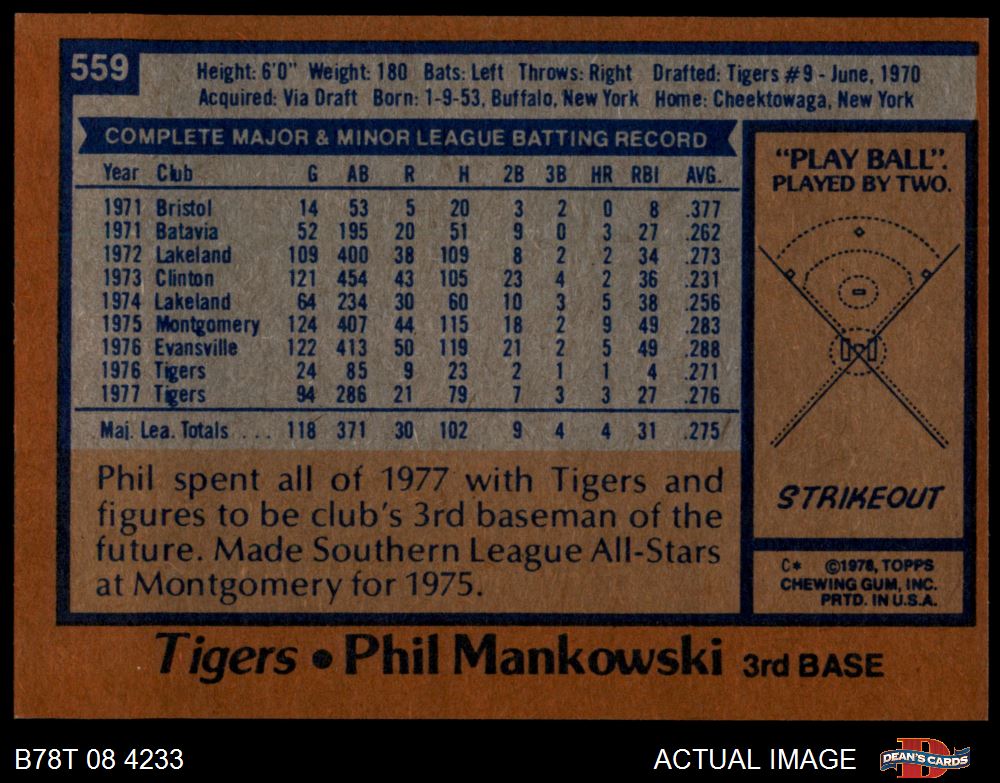 559
Height: 6'0" Weight: 180 Bats: Left Throws: Right Drafted: Tigers #9 - June, 1970
Acquired: Via Draft Born: 1-9-53, Buffalo, New York Home: Cheektowaga, New York
COMPLETE MAJOR & MINOR LEAGUE BATTING RECORD
Year Club G AB R H 2B 3B HR RBI AVG.
1971 Bristol 14 53 5 20 3 2 0 8 .377
1971 Batavia 52 195 20 51 9 0 3 27 .262
1972 Lakeland 109 400 38 109 8 2 2 34 .273
1973 Clinton 121 454 43 105 23 4 2 36 .231
1974 Lakeland 64 234 30 60 10 3 5 38 .256
1975 Montgomery 124 407 44 115 18 2 9 49 .283
1976 Evansville 122 413 50 119 21 2 5 49 .288
1976 Tigers 24 85 9 23 2 1 1 4 .271
1977 Tigers 94 286 21 79 7 3 3 27 .276
Maj. Lea. Totals . . . 118 371 30 102 9 4 4 31 .275
Phil spent all of 1977 with Tigers and
figures to be club's 3rd baseman of the
future. Made Southern League All-Stars
at Montgomery for 1975.
"PLAY BALL".
PLAYED BY TWO.
STRIKEOUT
C* ©1978, TOPPS
CHEWING GUM, INC.
PRTD. IN U.S.A.
Tigers • Phil Mankowski 3rd BASE
B78T 08 4233 ACTUAL IMAGE DEAN'S CARDS